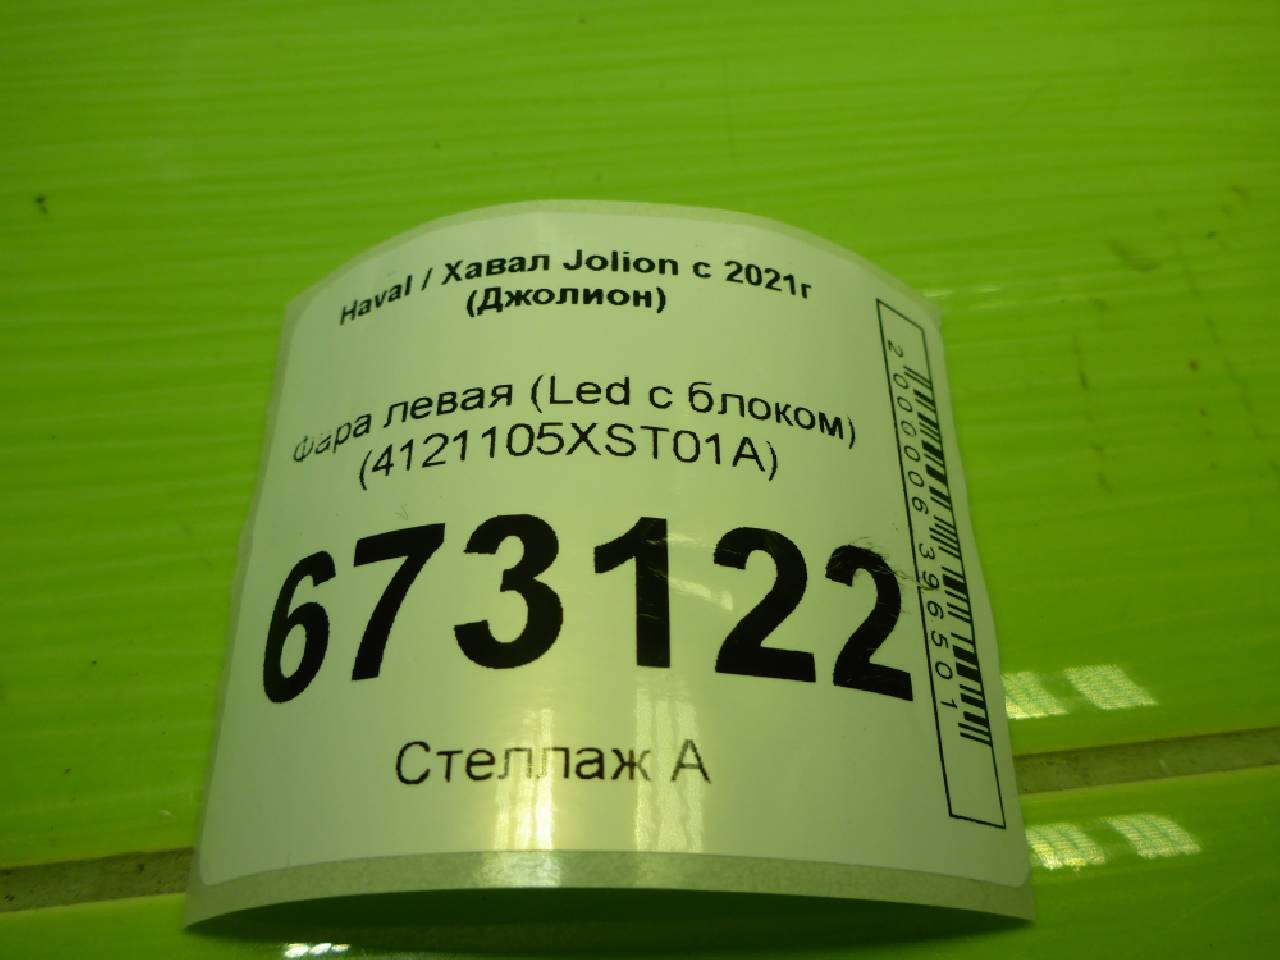 Haval / Хавал Jolion с 2021г
(Джолион)
Фара левая (Led с блоком)
(4121105XST01A)
673122
Стеллаж А
2000006396501